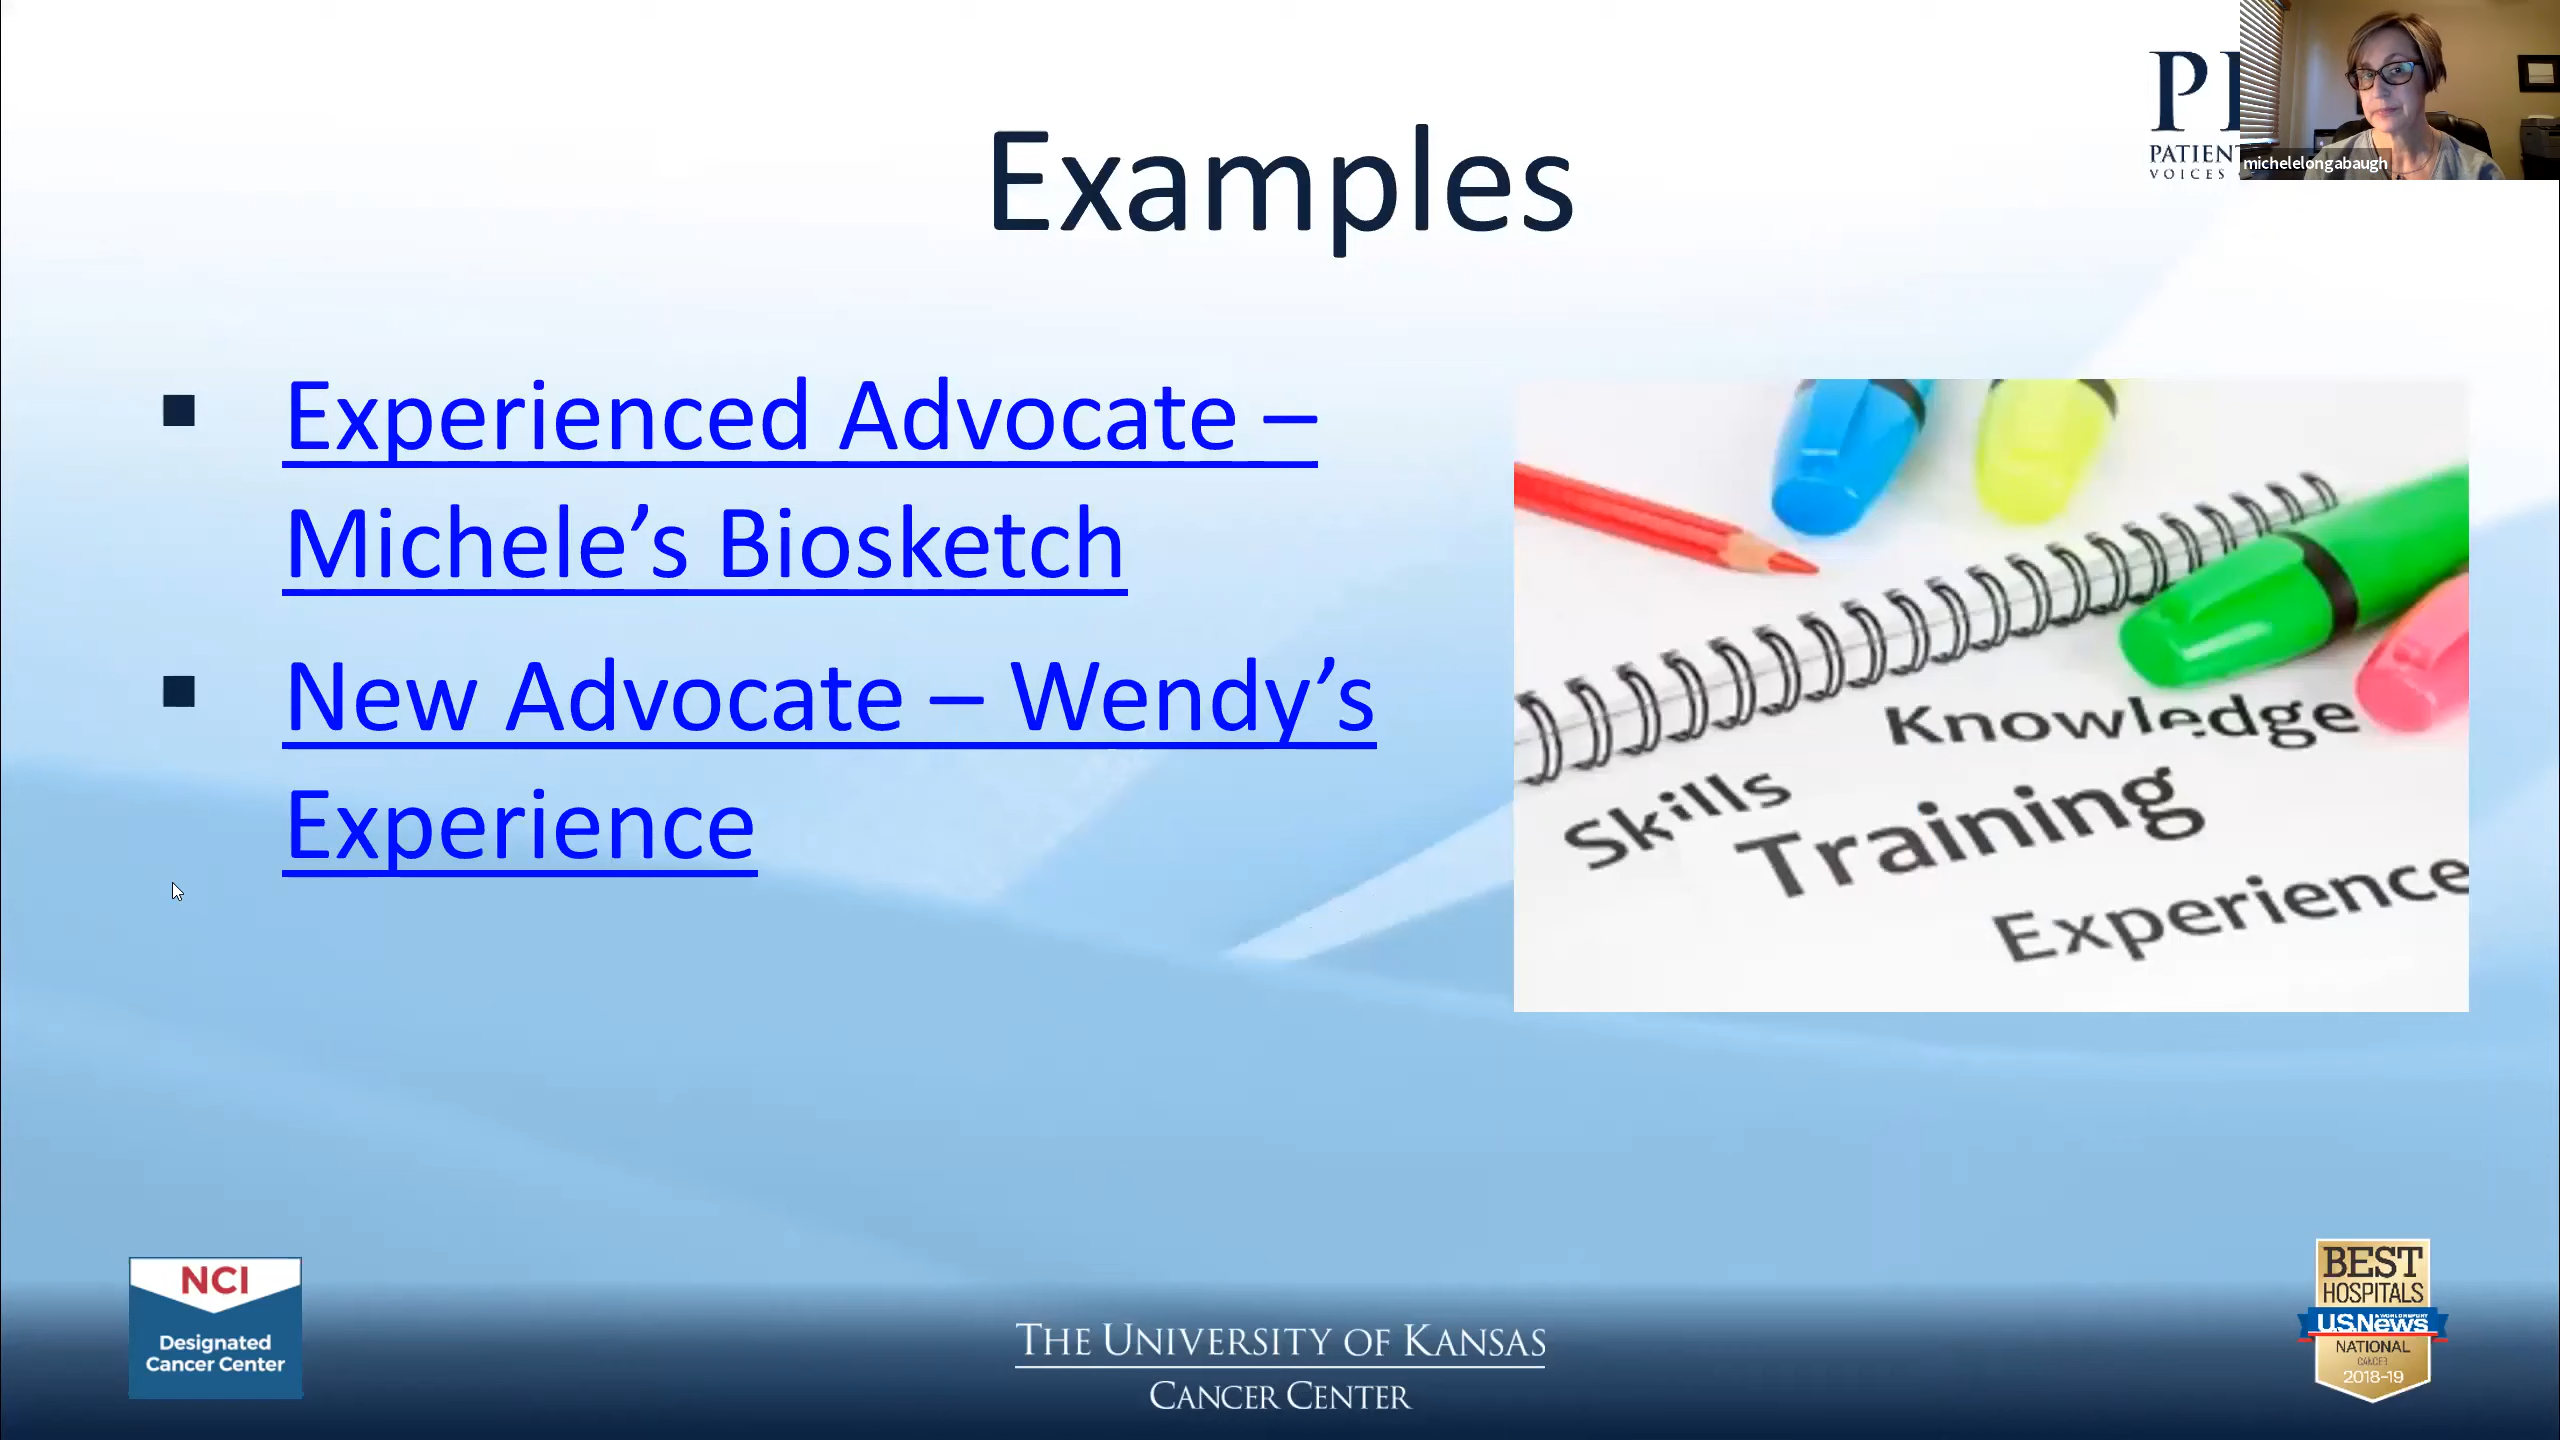 Examples
PATIENT
VOICES
michelelongabaugh
▪ Experienced Advocate –
Michele’s Biosketch
▪ New Advocate – Wendy’s
Experience
Knowledge
Skills
Training
Experience
NCI
Designated
Cancer Center
THE UNIVERSITY OF KANSAS
CANCER CENTER
BEST
HOSPITALS
U.S.News
NATIONAL
CANCER
2018-19